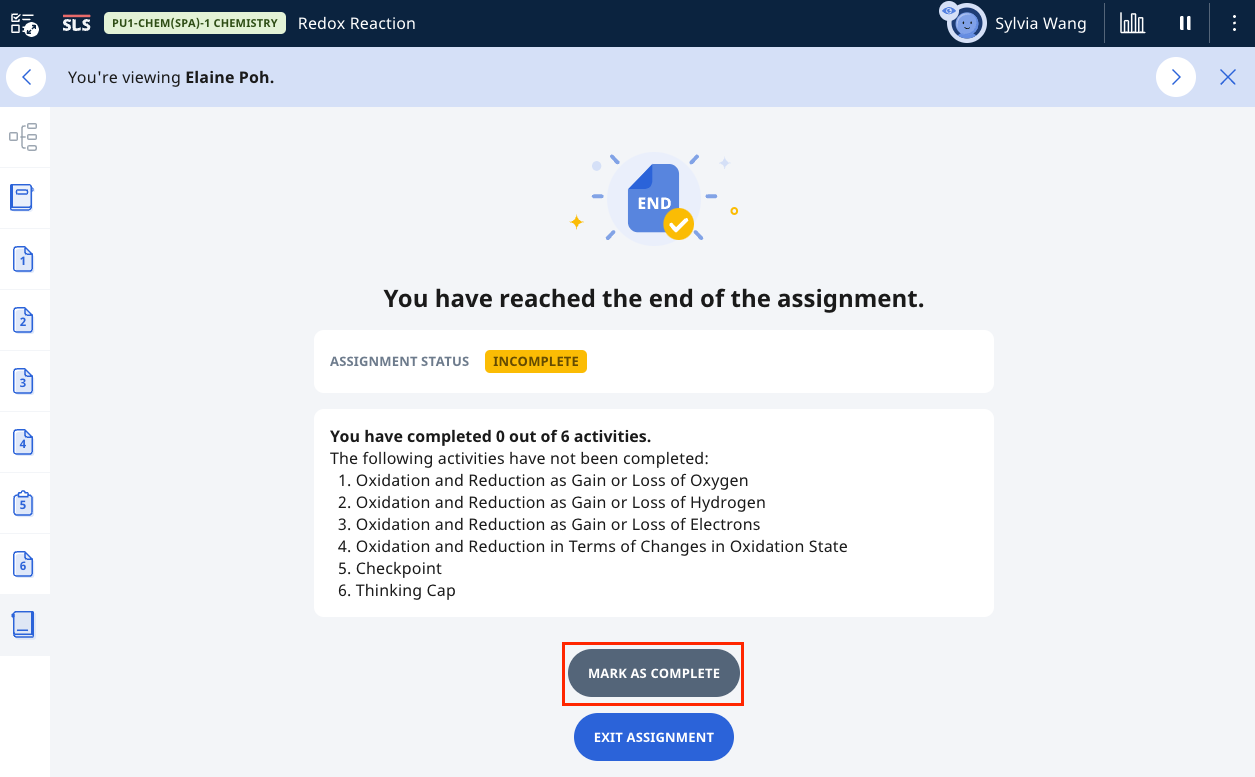 SLS PU1-CHEM(SPA)-1 CHEMISTRY Redox Reaction Sylvia Wang
You're viewing Elaine Poh.
END
1
2
3
4
5
6
You have reached the end of the assignment.
ASSIGNMENT STATUS INCOMPLETE
You have completed 0 out of 6 activities.
The following activities have not been completed:
1. Oxidation and Reduction as Gain or Loss of Oxygen
2. Oxidation and Reduction as Gain or Loss of Hydrogen
3. Oxidation and Reduction as Gain or Loss of Electrons
4. Oxidation and Reduction in Terms of Changes in Oxidation State
5. Checkpoint
6. Thinking Cap
MARK AS COMPLETE
EXIT ASSIGNMENT